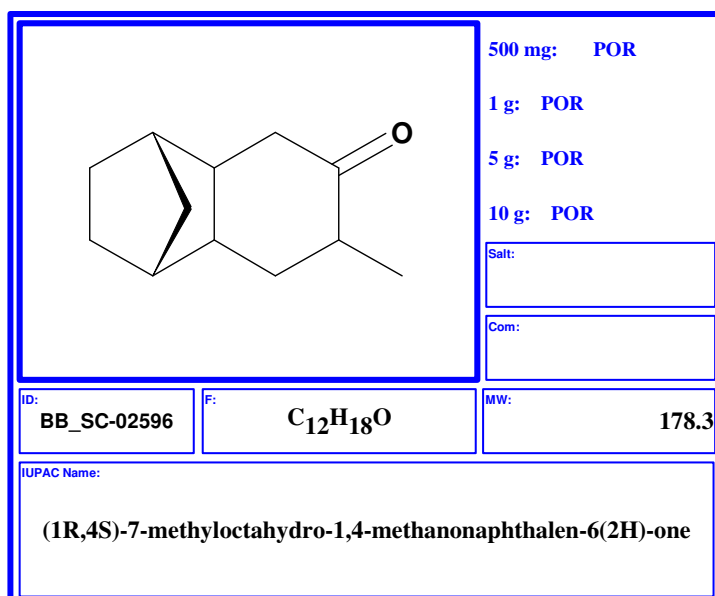 500 mg: POR
1 g: POR
5 g: POR
10 g: POR
O
Salt:
Com:
ID:
BB_SC-02596
F:
C12H18O
MW:
178.3
IUPAC Name:
(1R,4S)-7-methyloctahydro-1,4-methanonaphthalen-6(2H)-one